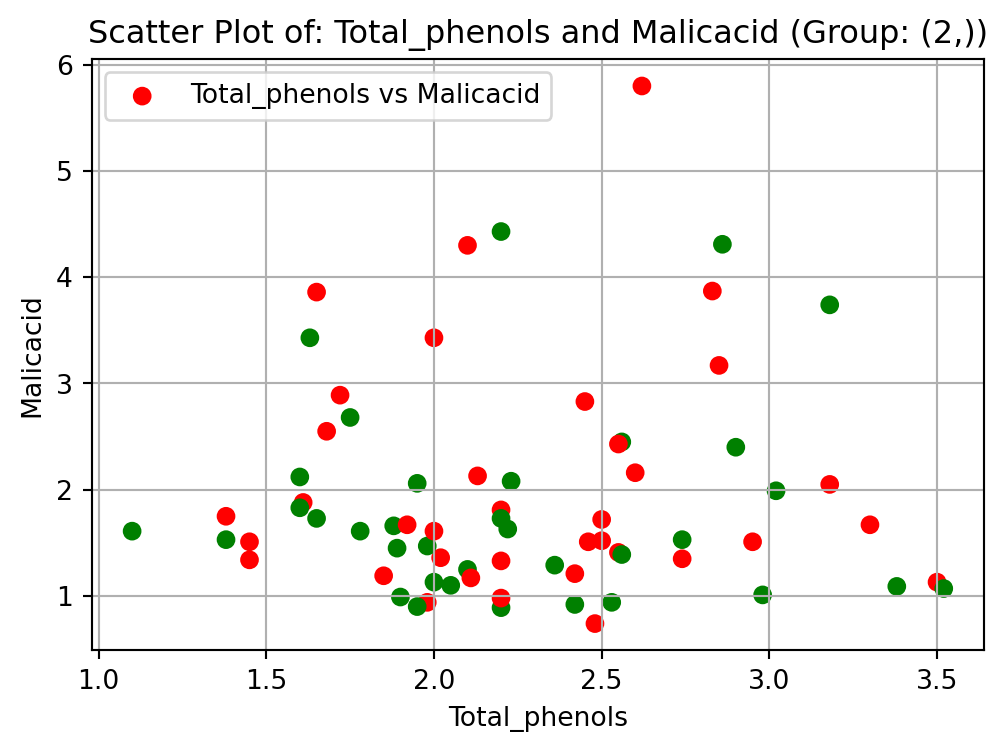 Scatter Plot of: Total_phenols and Malicacid (Group: (2,))
Total_phenols vs Malicacid
6
5
4
3
2
1
Malicacid
1.0 1.5 2.0 2.5 3.0 3.5
Total_phenols